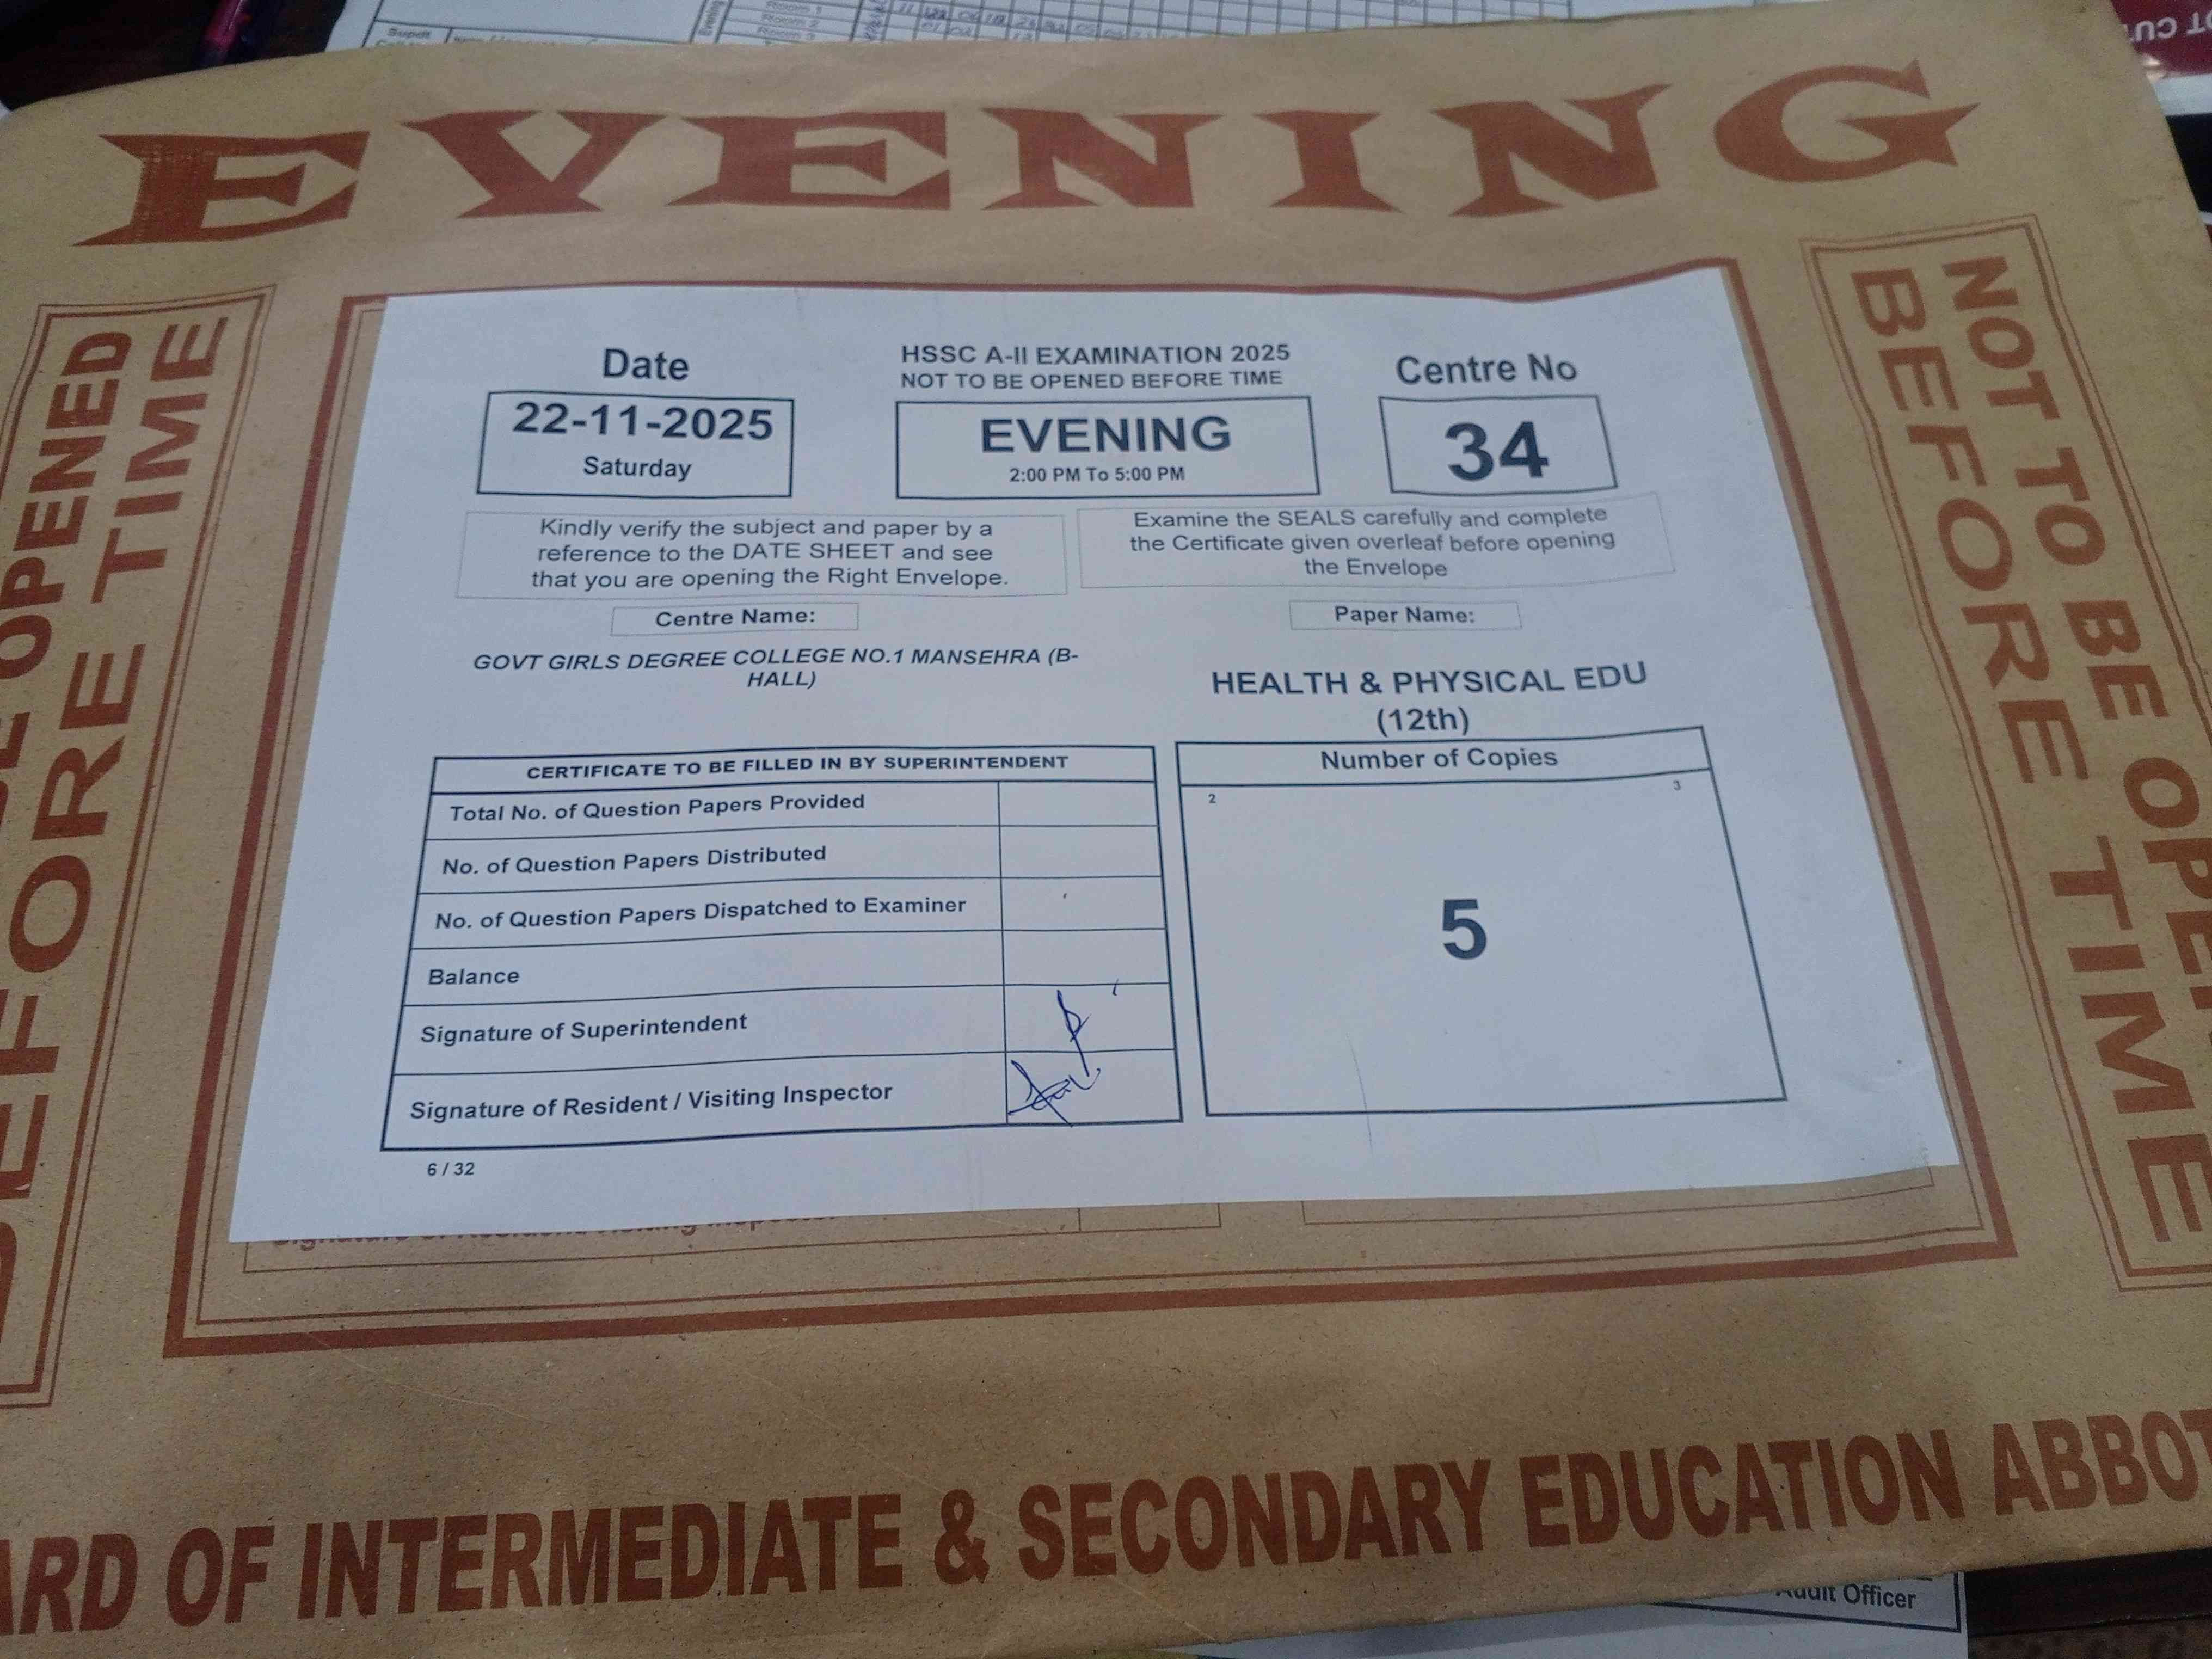 Supdt
Evening
Room 1
Room 2
EVENING
NOT TO BE OPENED
BEFORE TIME
OPENED
BEFORE TIME
Date
22-11-2025
Saturday
HSSC A-II EXAMINATION 2025
NOT TO BE OPENED BEFORE TIME
EVENING
2:00 PM To 5:00 PM
Centre No
34
Kindly verify the subject and paper by a
reference to the DATE SHEET and see
that you are opening the Right Envelope.
Examine the SEALS carefully and complete
the Certificate given overleaf before opening
the Envelope
Centre Name:
GOVT GIRLS DEGREE COLLEGE NO.1 MANSEHRA (B-
HALL)
Paper Name:
HEALTH & PHYSICAL EDU
(12th)
CERTIFICATE TO BE FILLED IN BY SUPERINTENDENT
Total No. of Question Papers Provided
No. of Question Papers Distributed
No. of Question Papers Dispatched to Examiner
Balance
Signature of Superintendent
Signature of Resident / Visiting Inspector
Number of Copies
2
3
5
6 / 32
ARD OF INTERMEDIATE & SECONDARY EDUCATION ABBOT
Audit Officer